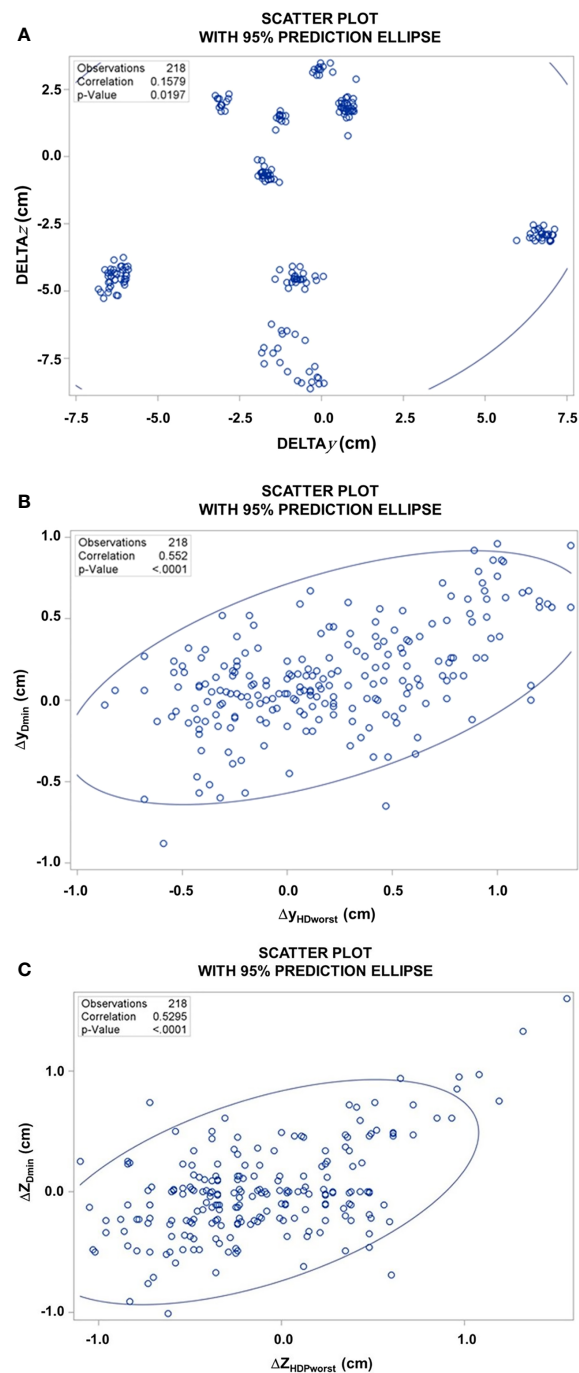 A
SCATTER PLOT
WITH 95% PREDICTION ELLIPSE
Observations 218
Correlation 0.1579
p-Value 0.0197
2.5
0.0
-2.5
-5.0
-7.5
DELTAz (cm)
-7.5 -5.0 -2.5 0.0 2.5 5.0 7.5
DELTAy (cm)
B
SCATTER PLOT
WITH 95% PREDICTION ELLIPSE
Observations 218
Correlation 0.552
p-Value <.0001
1.0
0.5
0.0
-0.5
-1.0
ΔyDmin (cm)
-1.0 -0.5 0.0 0.5 1.0
ΔyHDworst (cm)
C
SCATTER PLOT
WITH 95% PREDICTION ELLIPSE
Observations 218
Correlation 0.5295
p-Value <.0001
1.0
0.0
-1.0
ΔZDmin (cm)
-1.0 0.0 1.0
ΔZHDPworst (cm)